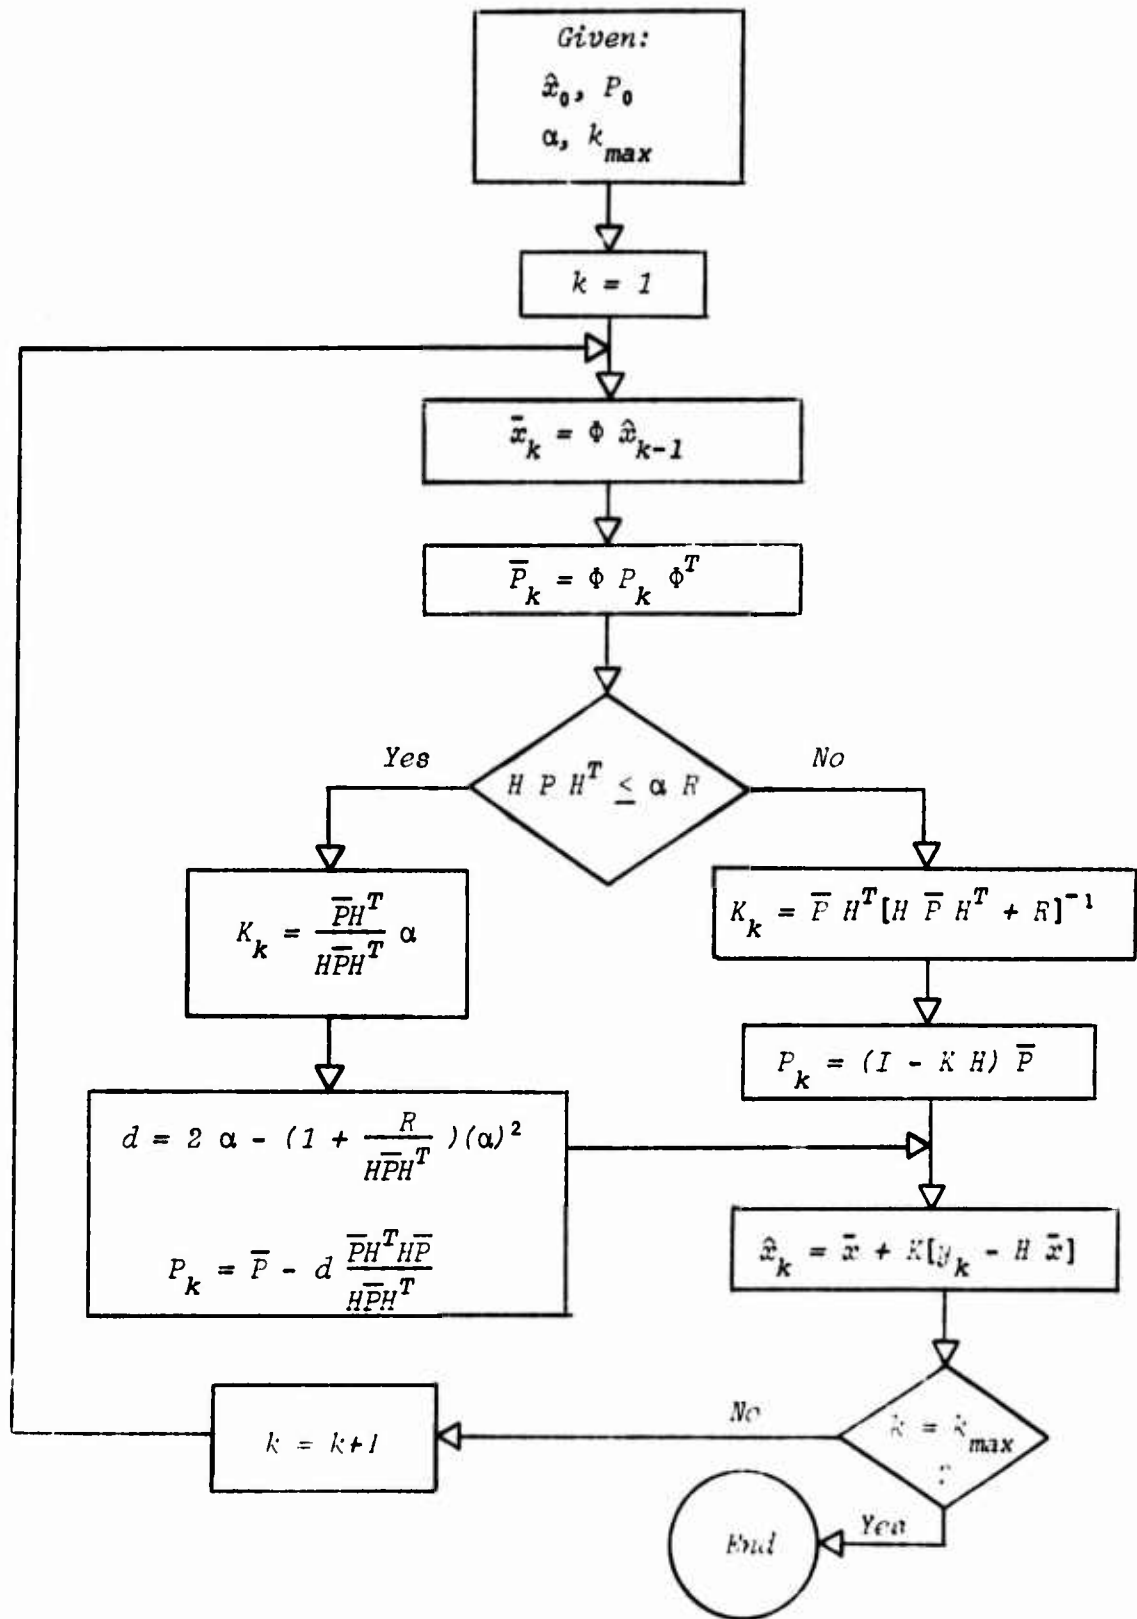 Given:
x̂₀, P₀
α, k_max
k = 1
x̄_k = Φ x̂_{k-1}
P̄_k = Φ P_k Φ^T
Yes
H P H^T ≤ α R
No
K_k = P̄H^T / HP̄H^T α
K_k = P̄ H^T[H P̄ H^T + R]^{-1}
P_k = (I - K H) P̄
d = 2 α - (1 + R / HP̄H^T )(α)²
P_k = P̄ - d P̄H^T HP̄ / HP̄H^T
x̂_k = x̄ + K[y_k - H x̄]
k = k+1
No
k = k_max
?
Yes
End